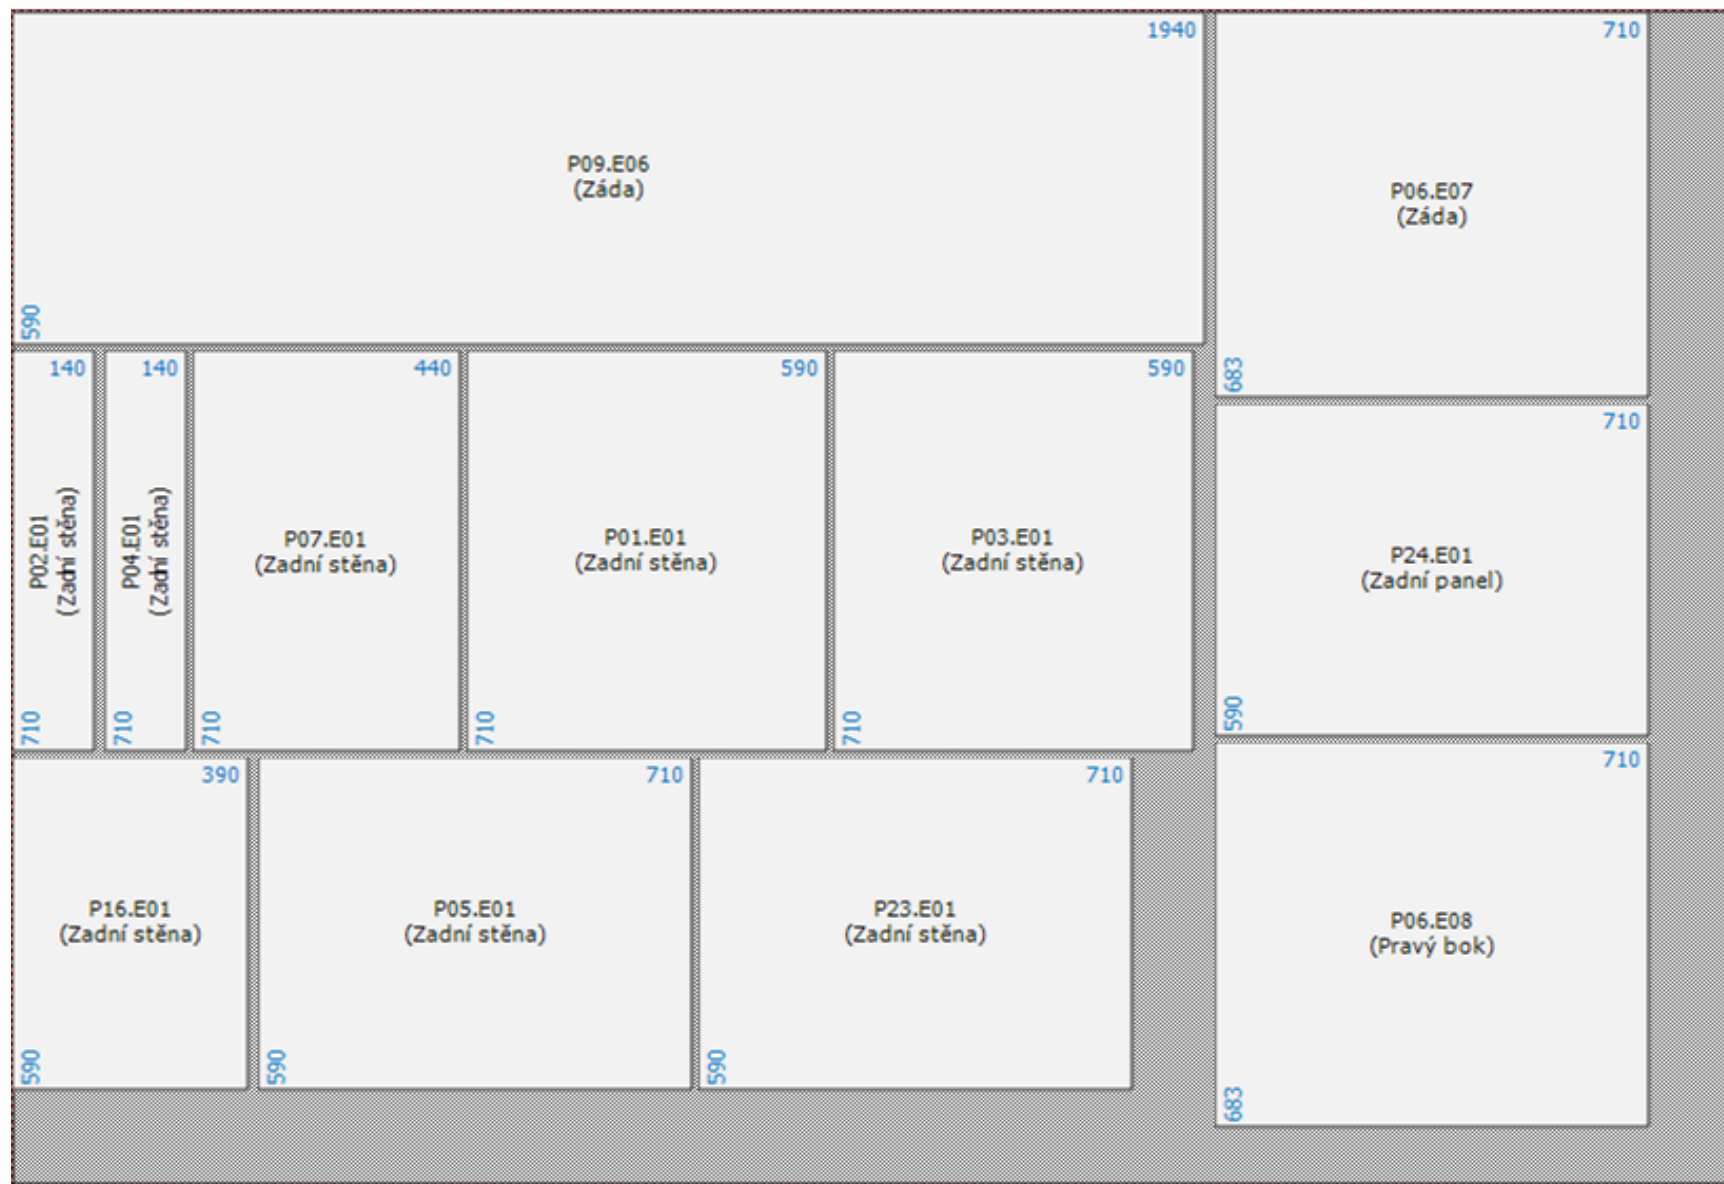 1940
P09.E06
(Záda)
590
710
P06.E07
(Záda)
683
140
P02.E01
(Zadní stěna)
710
140
P04.E01
(Zadní stěna)
710
440
P07.E01
(Zadní stěna)
710
590
P01.E01
(Zadní stěna)
710
590
P03.E01
(Zadní stěna)
710
710
P24.E01
(Zadní panel)
590
390
P16.E01
(Zadní stěna)
590
710
P05.E01
(Zadní stěna)
590
710
P23.E01
(Zadní stěna)
590
710
P06.E08
(Pravý bok)
683